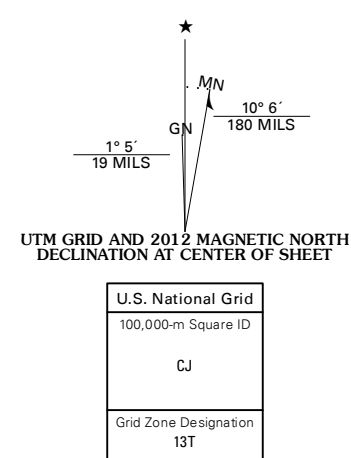 ★
MN
GN
10° 6´
180 MILS
1° 5´
19 MILS
UTM GRID AND 2012 MAGNETIC NORTH
DECLINATION AT CENTER OF SHEET
U.S. National Grid
100,000-m Square ID
CJ
Grid Zone Designation
13T